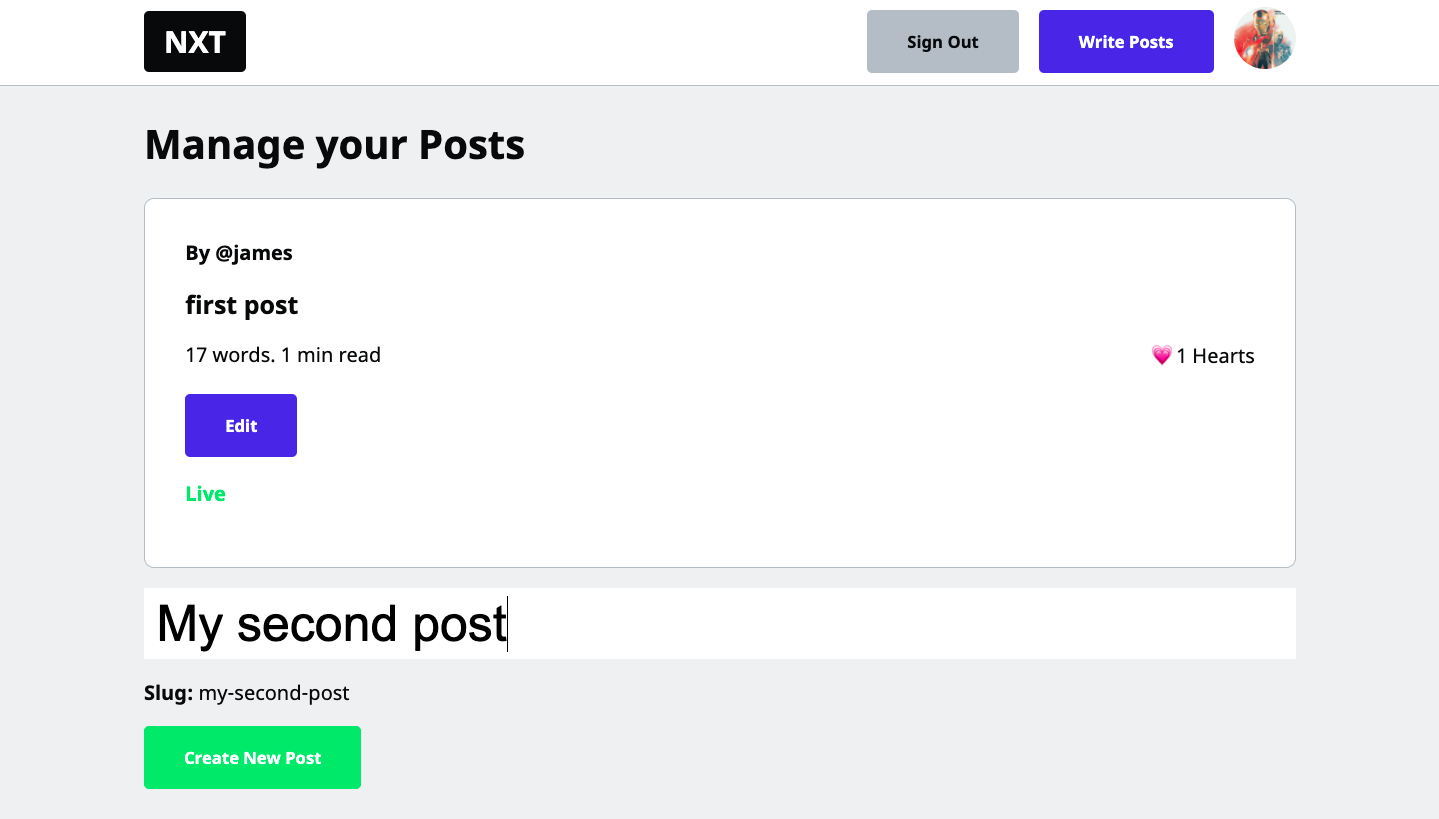 NXT
Sign Out
Write Posts
Manage your Posts
By @james
first post
17 words. 1 min read
💗 1 Hearts
Edit
Live
My second post
Slug: my-second-post
Create New Post